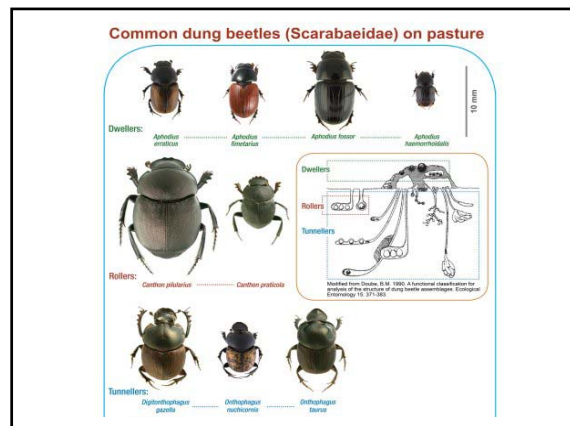 Common dung beetles (Scarabaeidae) on pasture
10 mm
Dwellers:
Aphodius erraticus
Aphodius fimetarius
Aphodius fossor
Aphodius haemorrhoidalis
Dwellers
Rollers
Tunnellers
Modified from Doube, B.M. 1990. A functional classification for
analysis of the structure of dung beetle assemblages. Ecological
Entomology 15: 371-383.
Rollers:
Canthon pilularius
Canthon praticola
Tunnellers:
Digitonthophagus gazella
Onthophagus nuchicornis
Onthophagus taurus